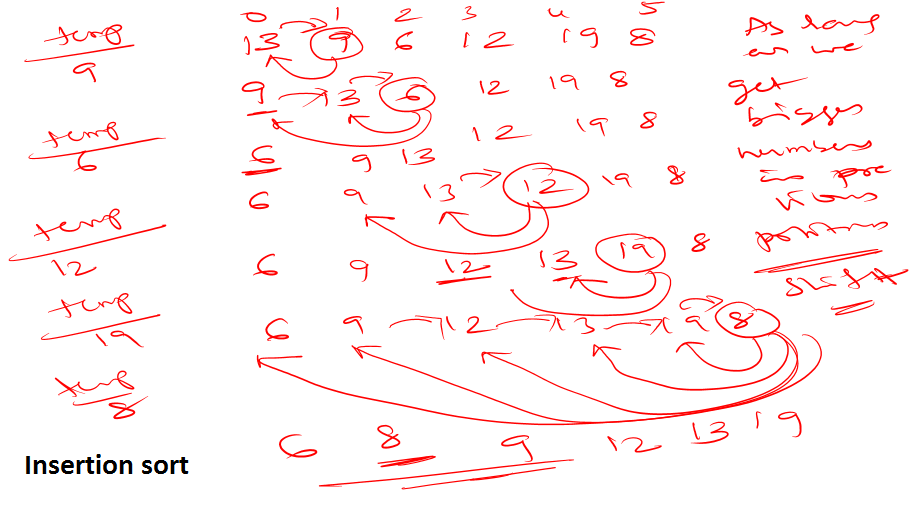 0 1 2 3 4 5
temp 13 9 6 12 19 8 As long
9 as we
9 13 6 12 19 8 get
temp 12 19 8 bigger
6 6 9 13 numbers
6 9 13 12 19 8 in pre
temp vious
12 6 9 12 13 19 8 positions
temp shift
19 6 9 12 13 19 8
temp
8
6 8 9 12 13 19
Insertion sort